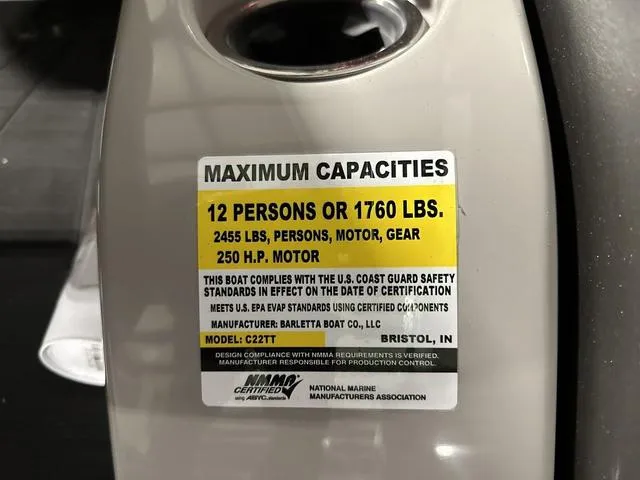 MAXIMUM CAPACITIES
12 PERSONS OR 1760 LBS.
2455 LBS, PERSONS, MOTOR, GEAR
250 H.P. MOTOR
THIS BOAT COMPLIES WITH THE U.S. COAST GUARD SAFETY
STANDARDS IN EFFECT ON THE DATE OF CERTIFICATION
MEETS U.S. EPA EVAP STANDARDS USING CERTIFIED COMPONENTS
MANUFACTURER: BARLETTA BOAT CO., LLC
MODEL: C22TT BRISTOL, IN
DESIGN COMPLIANCE WITH NMMA REQUIREMENTS IS VERIFIED.
MANUFACTURER RESPONSIBLE FOR PRODUCTION CONTROL.
NMMA
CERTIFIED
using ABYC standards
NATIONAL MARINE
MANUFACTURERS ASSOCIATION